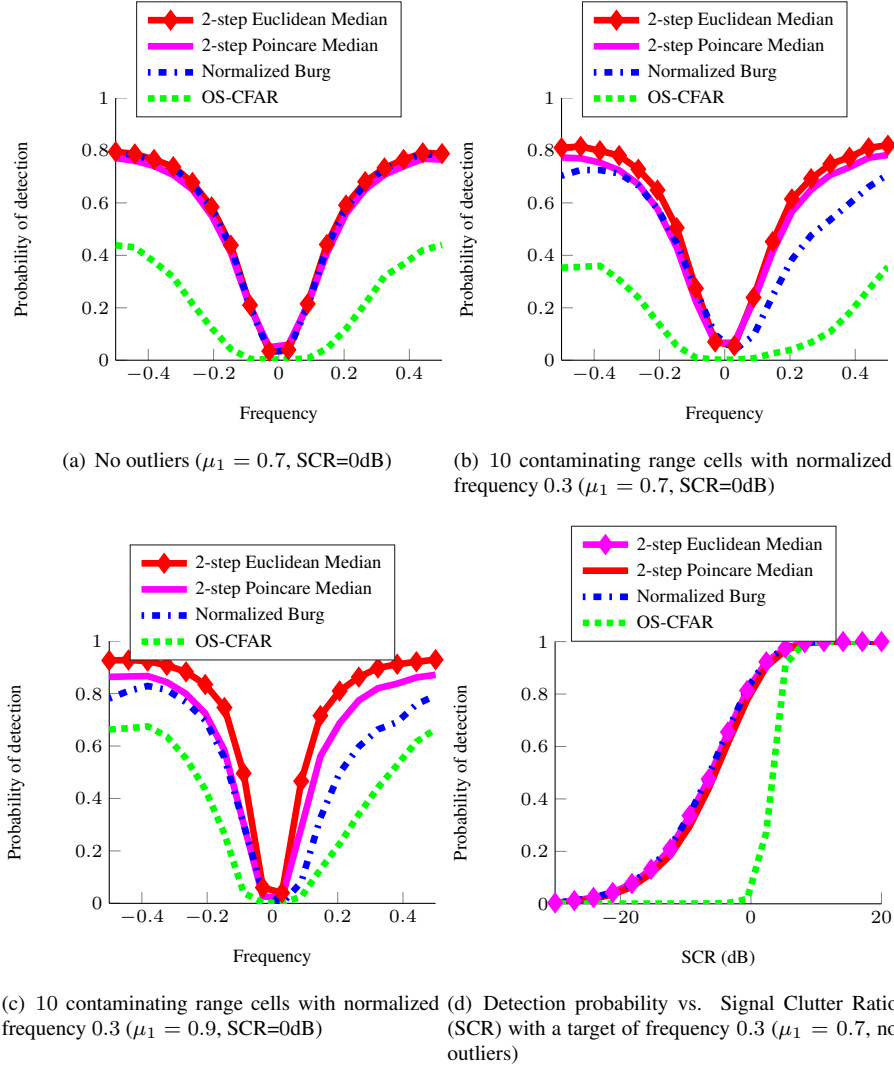 2-step Euclidean Median
2-step Poincare Median
Normalized Burg
OS-CFAR
Probability of detection
1
0.8
0.6
0.4
0.2
0
−0.4 −0.2 0 0.2 0.4
Frequency
(a) No outliers (μ1 = 0.7, SCR=0dB)
2-step Euclidean Median
2-step Poincare Median
Normalized Burg
OS-CFAR
Probability of detection
1
0.8
0.6
0.4
0.2
0
−0.4 −0.2 0 0.2 0.4
Frequency
(b) 10 contaminating range cells with normalized
frequency 0.3 (μ1 = 0.7, SCR=0dB)
2-step Euclidean Median
2-step Poincare Median
Normalized Burg
OS-CFAR
Probability of detection
1
0.8
0.6
0.4
0.2
0
−0.4 −0.2 0 0.2 0.4
Frequency
(c) 10 contaminating range cells with normalized
frequency 0.3 (μ1 = 0.9, SCR=0dB)
2-step Euclidean Median
2-step Poincare Median
Normalized Burg
OS-CFAR
Probability of detection
1
0.8
0.6
0.4
0.2
0
−20 0 20
SCR (dB)
(d) Detection probability vs. Signal Clutter Ratio
(SCR) with a target of frequency 0.3 (μ1 = 0.7, no
outliers)